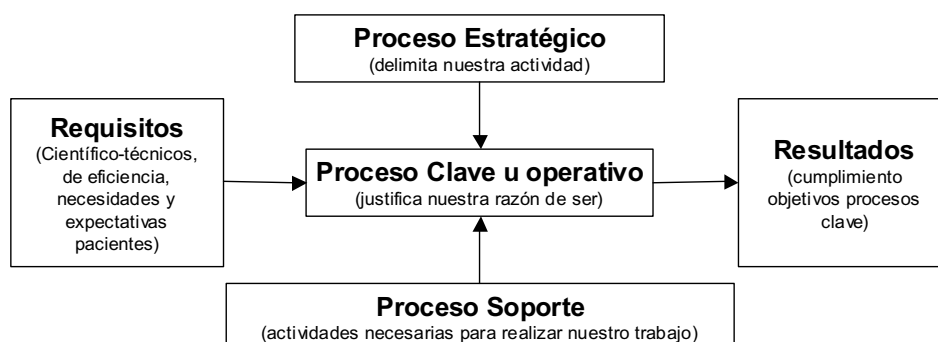 Proceso Estratégico
(delimita nuestra actividad)
Requisitos
(Científico-técnicos,
de eficiencia,
necesidades y
expectativas
pacientes)
Proceso Clave u operativo
(justifica nuestra razón de ser)
Resultados
(cumplimiento
objetivos procesos
clave)
Proceso Soporte
(actividades necesarias para realizar nuestro trabajo)